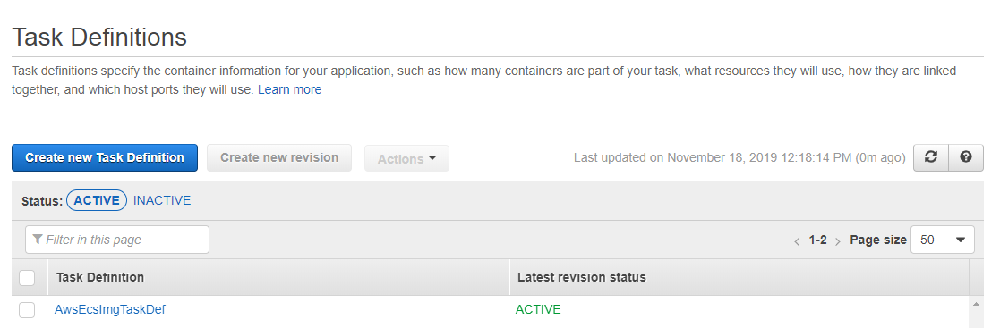 Task Definitions
Task definitions specify the container information for your application, such as how many containers are part of your task, what resources they will use, how they are linked
together, and which host ports they will use. Learn more
Create new Task Definition Create new revision Actions Last updated on November 18, 2019 12:18:14 PM (0m ago)
Status: ACTIVE INACTIVE
Filter in this page 1-2 Page size 50
Task Definition Latest revision status
AwsEcsImgTaskDef ACTIVE